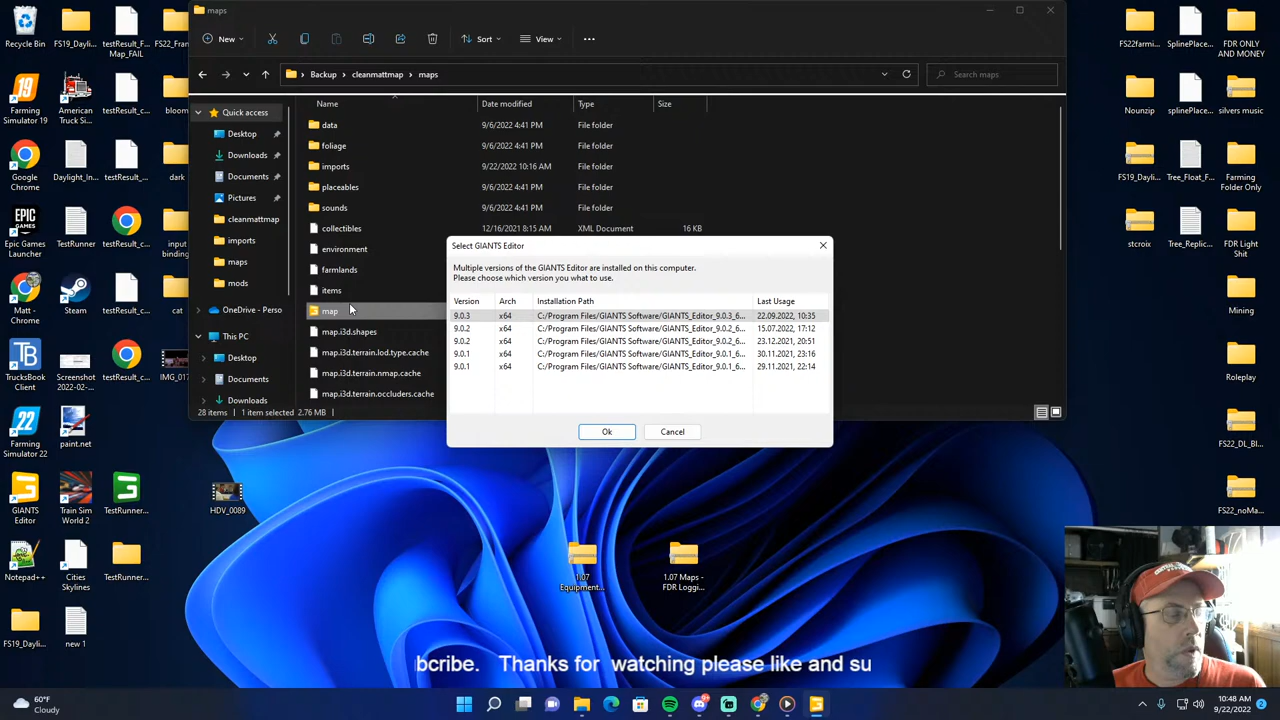 maps
New
Sort
View
Backup > cleanmattmap > maps
Search maps
Name
Date modified
Type
Size
Quick access
Desktop
Downloads
Documents
Pictures
cleanmattmap
imports
maps
mods
OneDrive - Perso
This PC
Desktop
Documents
Downloads
data 9/6/2022 4:41 PM File folder
foliage 9/6/2022 4:41 PM File folder
imports 9/22/2022 10:16 AM File folder
placeables 9/6/2022 4:41 PM File folder
sounds 9/6/2022 4:41 PM File folder
collectibles 12/16/2021 8:15 AM XML Document 16 KB
environment
farmlands
items
map
map.i3d.shapes
map.i3d.terrain.lod.type.cache
map.i3d.terrain.nmap.cache
map.i3d.terrain.occluders.cache
28 items 1 item selected 2.76 MB
Select GIANTS Editor
Multiple versions of the GIANTS Editor are installed on this computer.
Please choose which version you what to use.
Version Arch Installation Path Last Usage
9.0.3 x64 C:/Program Files/GIANTS Software/GIANTS_Editor_9.0.3_6... 22.09.2022, 10:35
9.0.2 x64 C:/Program Files/GIANTS Software/GIANTS_Editor_9.0.2_6... 15.07.2022, 17:12
9.0.2 x64 C:/Program Files/GIANTS Software/GIANTS_Editor_9.0.2_6... 23.12.2021, 20:51
9.0.1 x64 C:/Program Files/GIANTS Software/GIANTS_Editor_9.0.1_6... 30.11.2021, 23:16
9.0.1 x64 C:/Program Files/GIANTS Software/GIANTS_Editor_9.0.1_6... 29.11.2021, 22:14
Ok
Cancel
Recycle Bin
FS19_Dayli...
testResult_
Map_FAIL
FS22_Fran
Farming
Simulator 19
American
Truck Si...
testResult_c...
bloom
Google
Chrome
Daylight_In...
testResult_c...
dark
Epic Games
Launcher
TestRunner
testResult_c...
input
binding
Matt -
Chrome
Steam
testResult_c...
TrucksBook
Client
Screenshot
2022-02-...
testResult_c...
IMG_017
Farming
Simulator 22
paint.net
testResult_c...
GIANTS
Editor
Train Sim
World 2
TestRunner...
HDV_0089
Notepad++
Cities
Skylines
TestRunner...
FS19_Dayli...
new 1
FS22farmi...
SplinePlace...
FDR ONLY
AND MONEY
Nounzip
SplinePlace...
silvers music
FS19_Dayli...
Tree_Float_F...
Farming
Folder Only
stcroix
Tree_Replic...
FDR Light
Shit
Mining
Roleplay
FS22_DL_Bl...
FS22_noMa...
1.07
Equipment...
1.07 Maps -
FDR Loggi...
bcribe. Thanks for watching please like and su
60°F
Cloudy
10:48 AM
9/22/2022
2